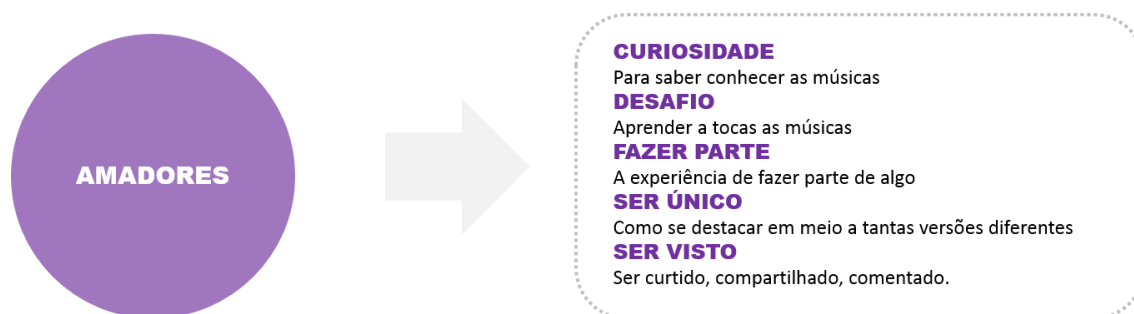 AMADORES
CURIOSIDADE
Para saber conhecer as músicas
DESAFIO
Aprender a tocas as músicas
FAZER PARTE
A experiência de fazer parte de algo
SER ÚNICO
Como se destacar em meio a tantas versões diferentes
SER VISTO
Ser curtido, compartilhado, comentado.